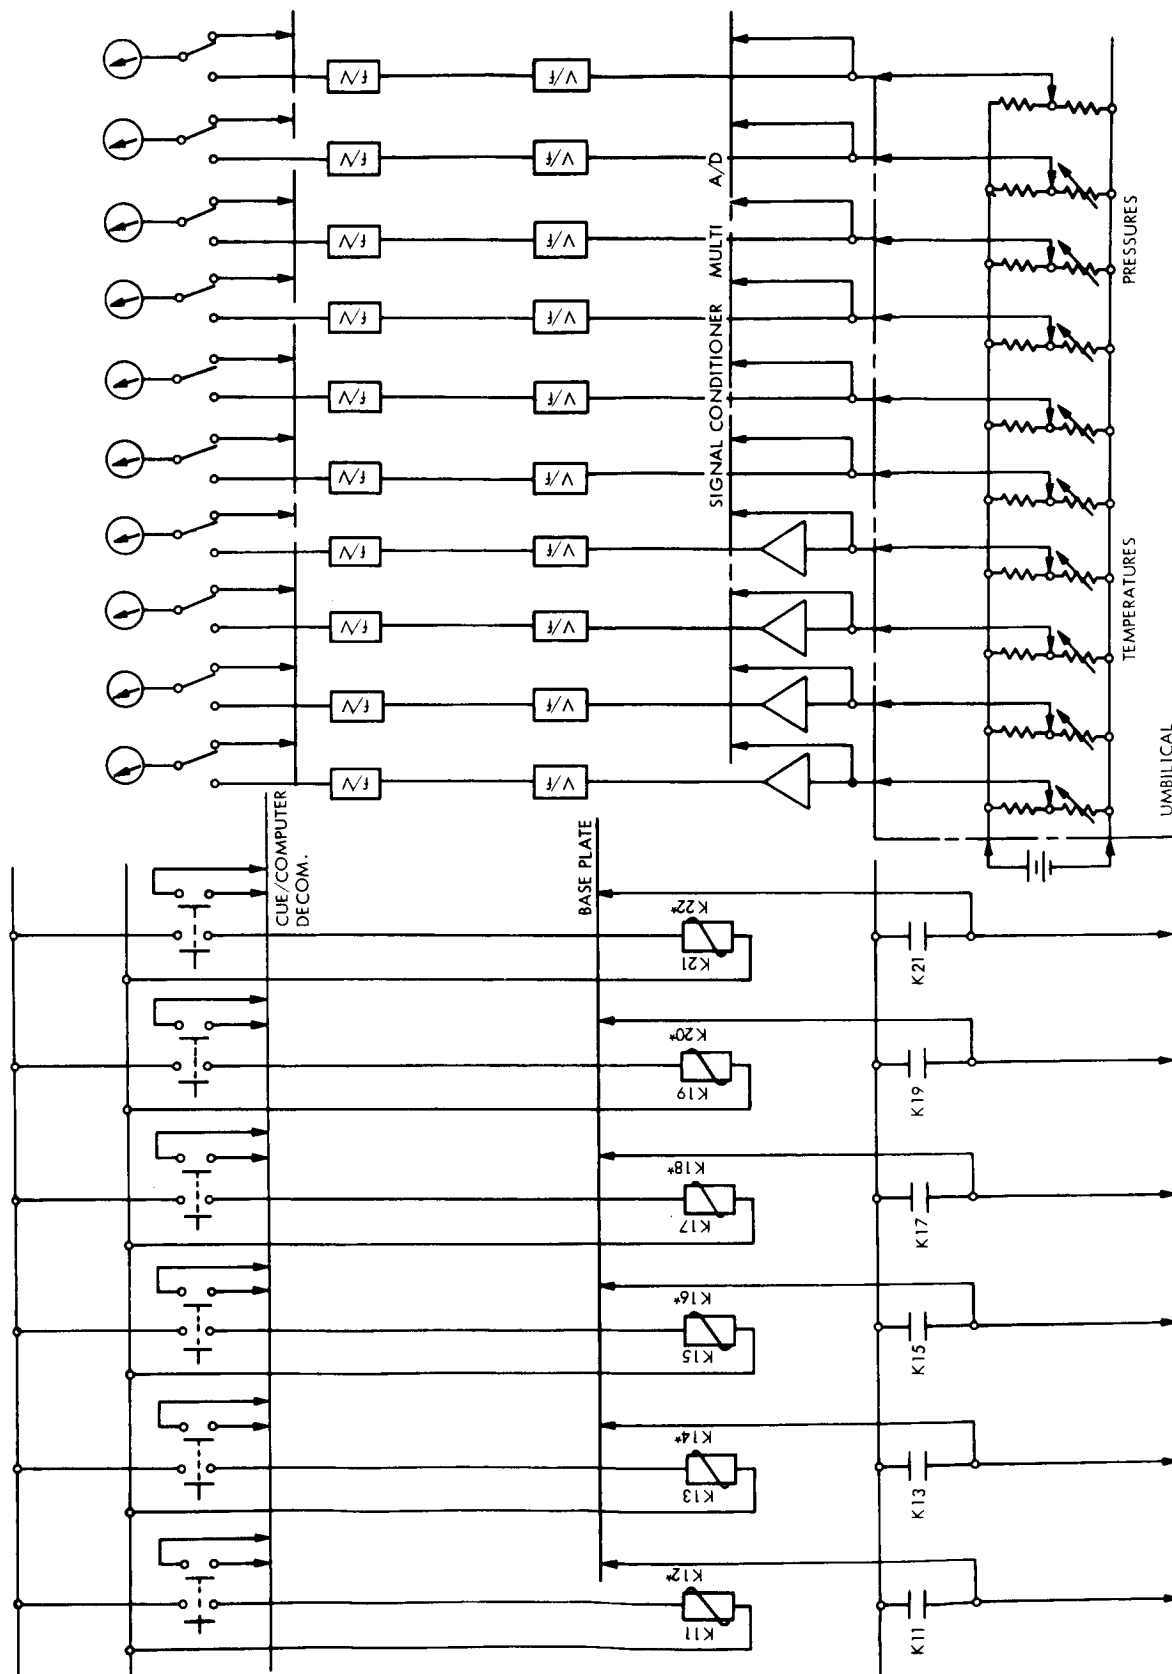 f/V f/V f/V f/V f/V f/V f/V f/V f/V f/V
V/f V/f V/f V/f V/f V/f V/f V/f V/f V/f
SIGNAL CONDITIONER MULTI A/D
PRESSURES
TEMPERATURES
UMBILICAL
CUE/COMPUTER
DECOM.
BASE PLATE
K22*
K21
K20*
K19
K18*
K17
K16*
K15
K14*
K13
K12*
K11
K21
K19
K17
K15
K13
K11